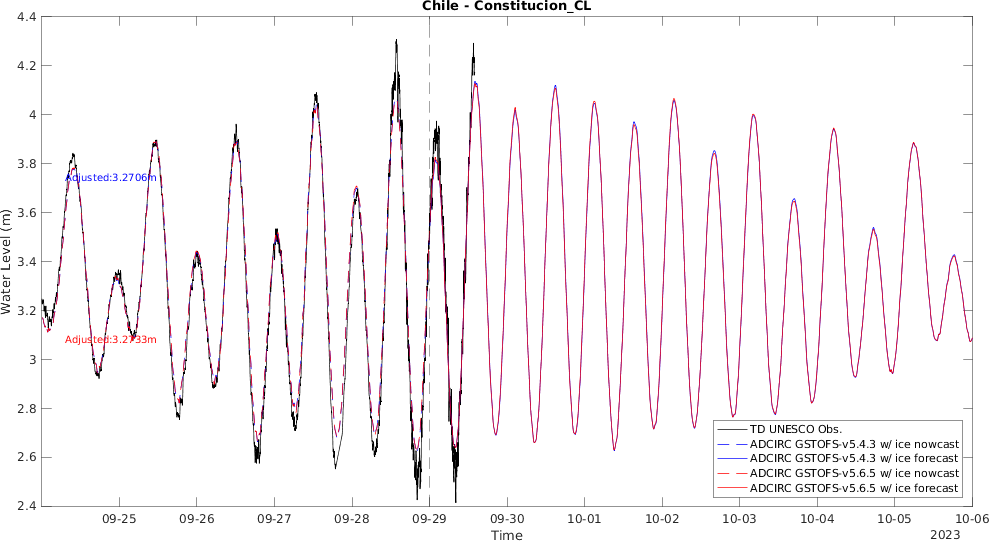 Chile - Constitucion_CL
4.4
4.2
4
3.8
3.6
3.4
3.2
3
2.8
2.6
2.4
Water Level (m)
Adjusted:3.2706m
Adjusted:3.2733m
TD UNESCO Obs.
ADCIRC GSTOFS-v5.4.3 w/ ice nowcast
ADCIRC GSTOFS-v5.4.3 w/ ice forecast
ADCIRC GSTOFS-v5.6.5 w/ ice nowcast
ADCIRC GSTOFS-v5.6.5 w/ ice forecast
09-25 09-26 09-27 09-28 09-29 09-30 10-01 10-02 10-03 10-04 10-05 10-06
Time
2023